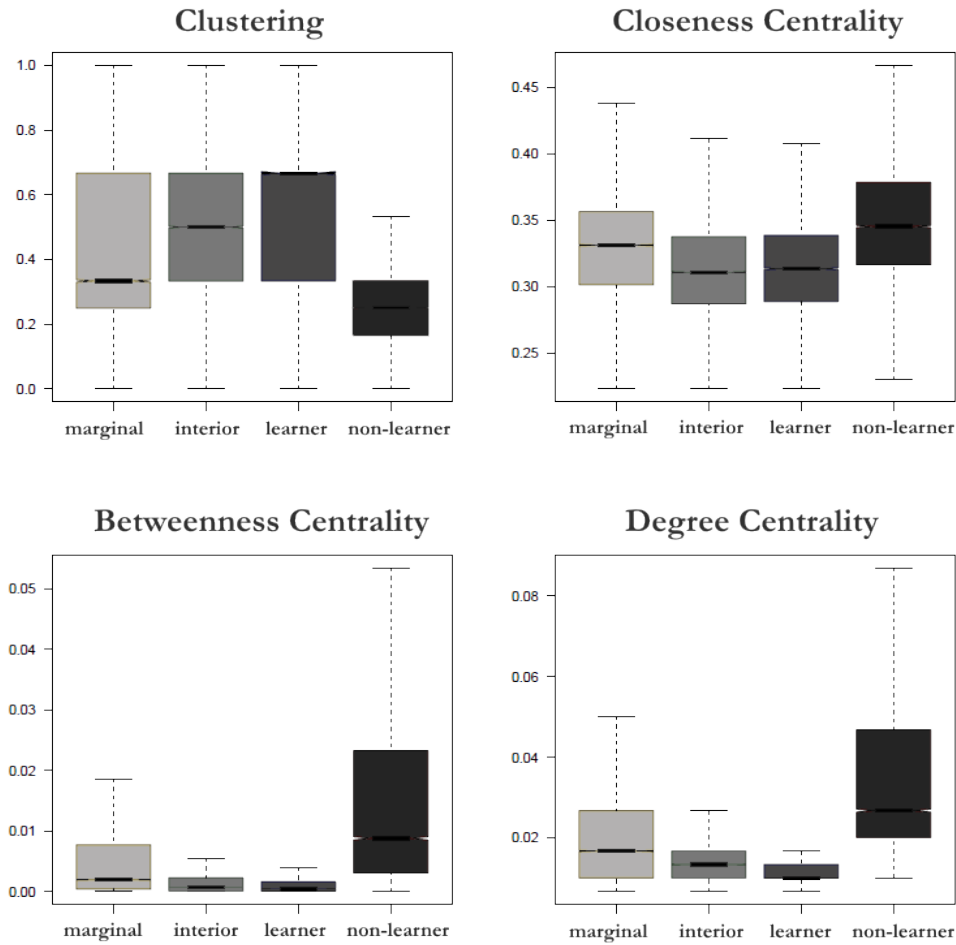 Clustering
1.0
0.8
0.6
0.4
0.2
0.0
marginal interior learner non-learner
Closeness Centrality
0.45
0.40
0.35
0.30
0.25
marginal interior learner non-learner
Betweenness Centrality
0.05
0.04
0.03
0.02
0.01
0.00
marginal interior learner non-learner
Degree Centrality
0.08
0.06
0.04
0.02
marginal interior learner non-learner